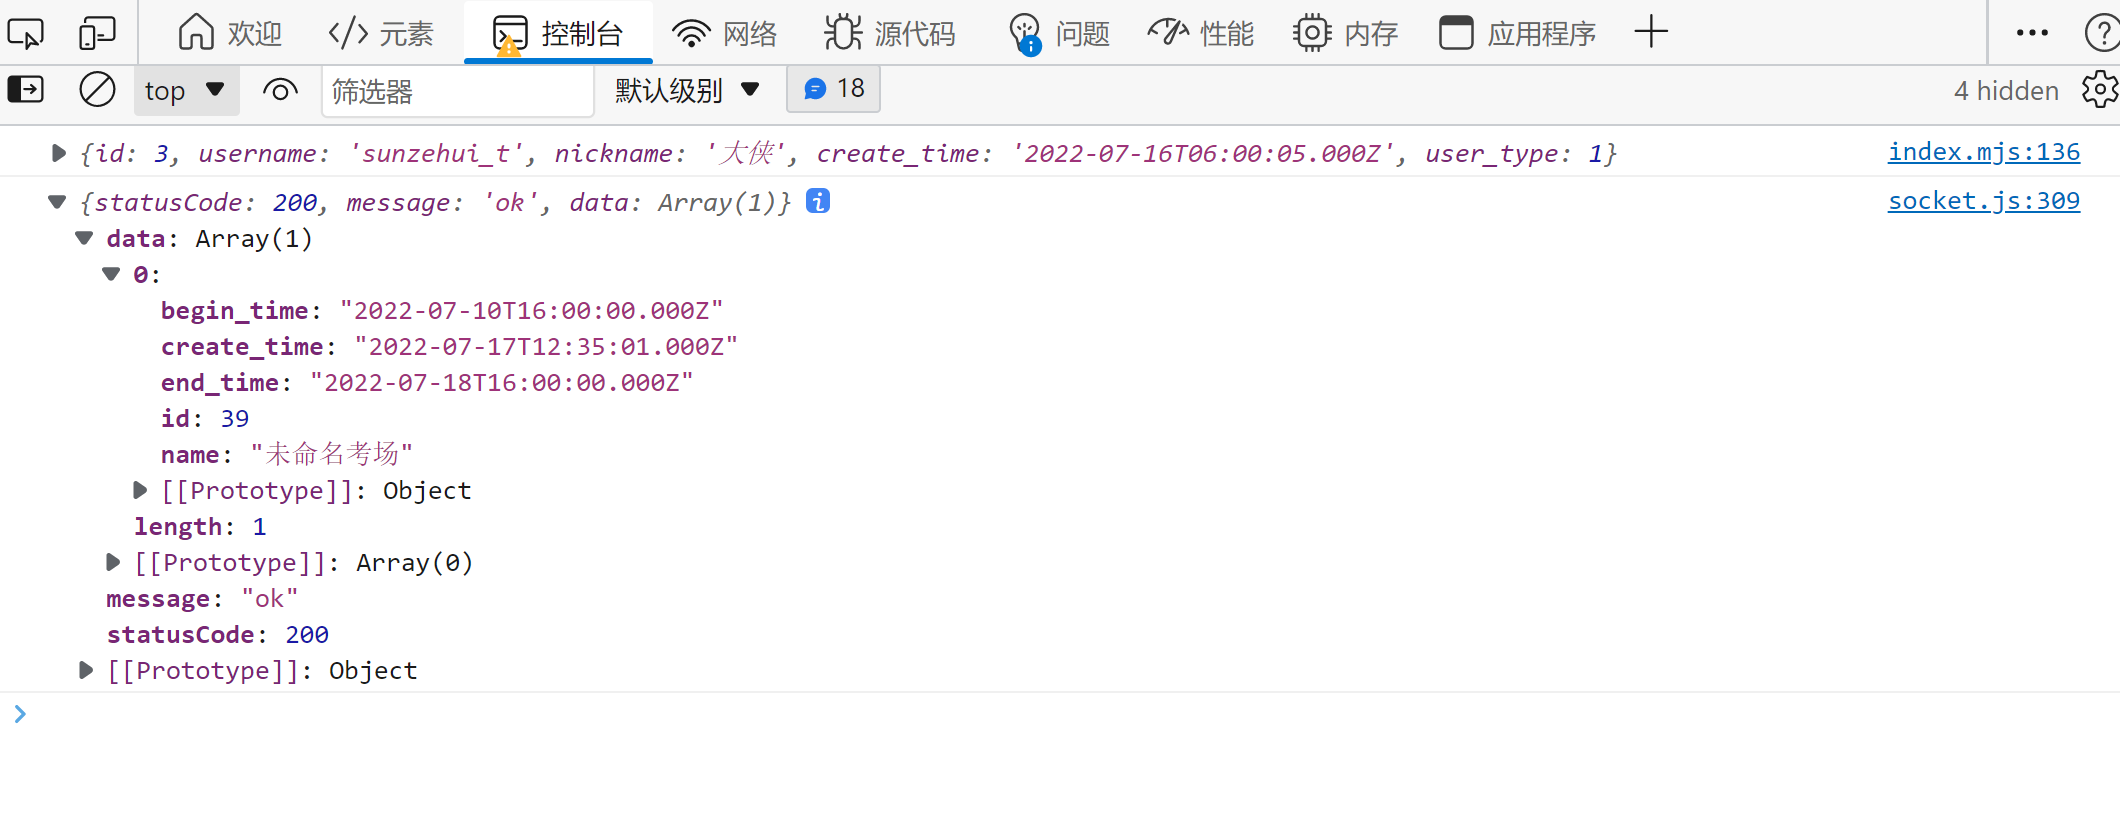 欢迎 </> 元素 控制台 网络 源代码 问题 性能 内存 应用程序
top 筛选器 默认级别 18 4 hidden
{id: 3, username: 'sunzehui_t', nickname: '大侠', create_time: '2022-07-16T06:00:05.000Z', user_type: 1} index.mjs:136
{statusCode: 200, message: 'ok', data: Array(1)} socket.js:309
data: Array(1)
0:
begin_time: "2022-07-10T16:00:00.000Z"
create_time: "2022-07-17T12:35:01.000Z"
end_time: "2022-07-18T16:00:00.000Z"
id: 39
name: "未命名考场"
[[Prototype]]: Object
length: 1
[[Prototype]]: Array(0)
message: "ok"
statusCode: 200
[[Prototype]]: Object